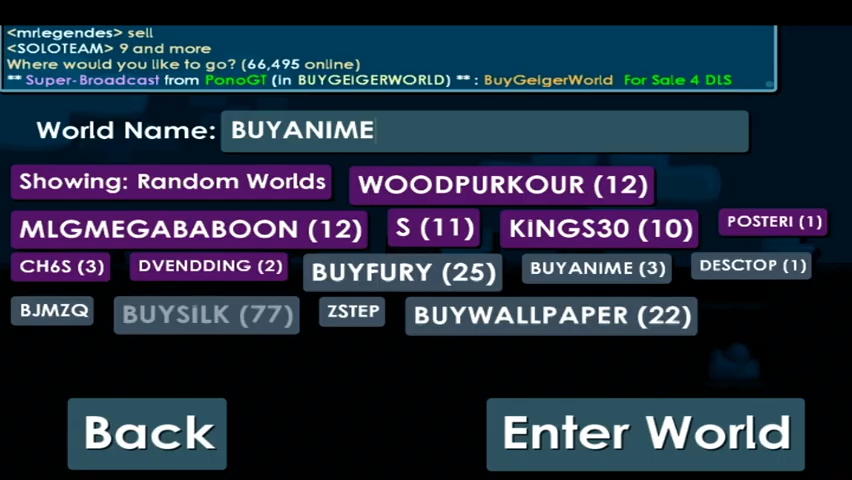 <mrlegendes> sell
<SOLOTEAM> 9 and more
Where would you like to go? (66,495 online)
** Super-Broadcast from PonoGT (in BUYGEIGERWORLD) ** : BuyGeigerWorld For Sale 4 DLS
World Name: BUYANIME
Showing: Random Worlds WOODPURKOUR (12)
MLGMEGABABOON (12) S (11) KINGS30 (10) POSTERI (1)
CH6S (3) DVENDDING (2) BUYFURY (25) BUYANIME (3) DESCTOP (1)
BJMZQ BUYSILK (77) ZSTEP BUYWALLPAPER (22)
Back Enter World